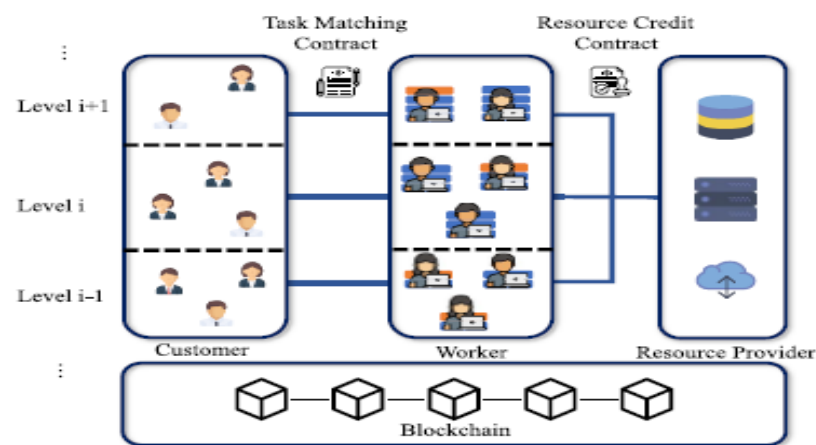 Task Matching
Contract
Resource Credit
Contract
⋮
Level i+1
Level i
Level i-1
⋮
Customer
Worker
Resource Provider
Blockchain